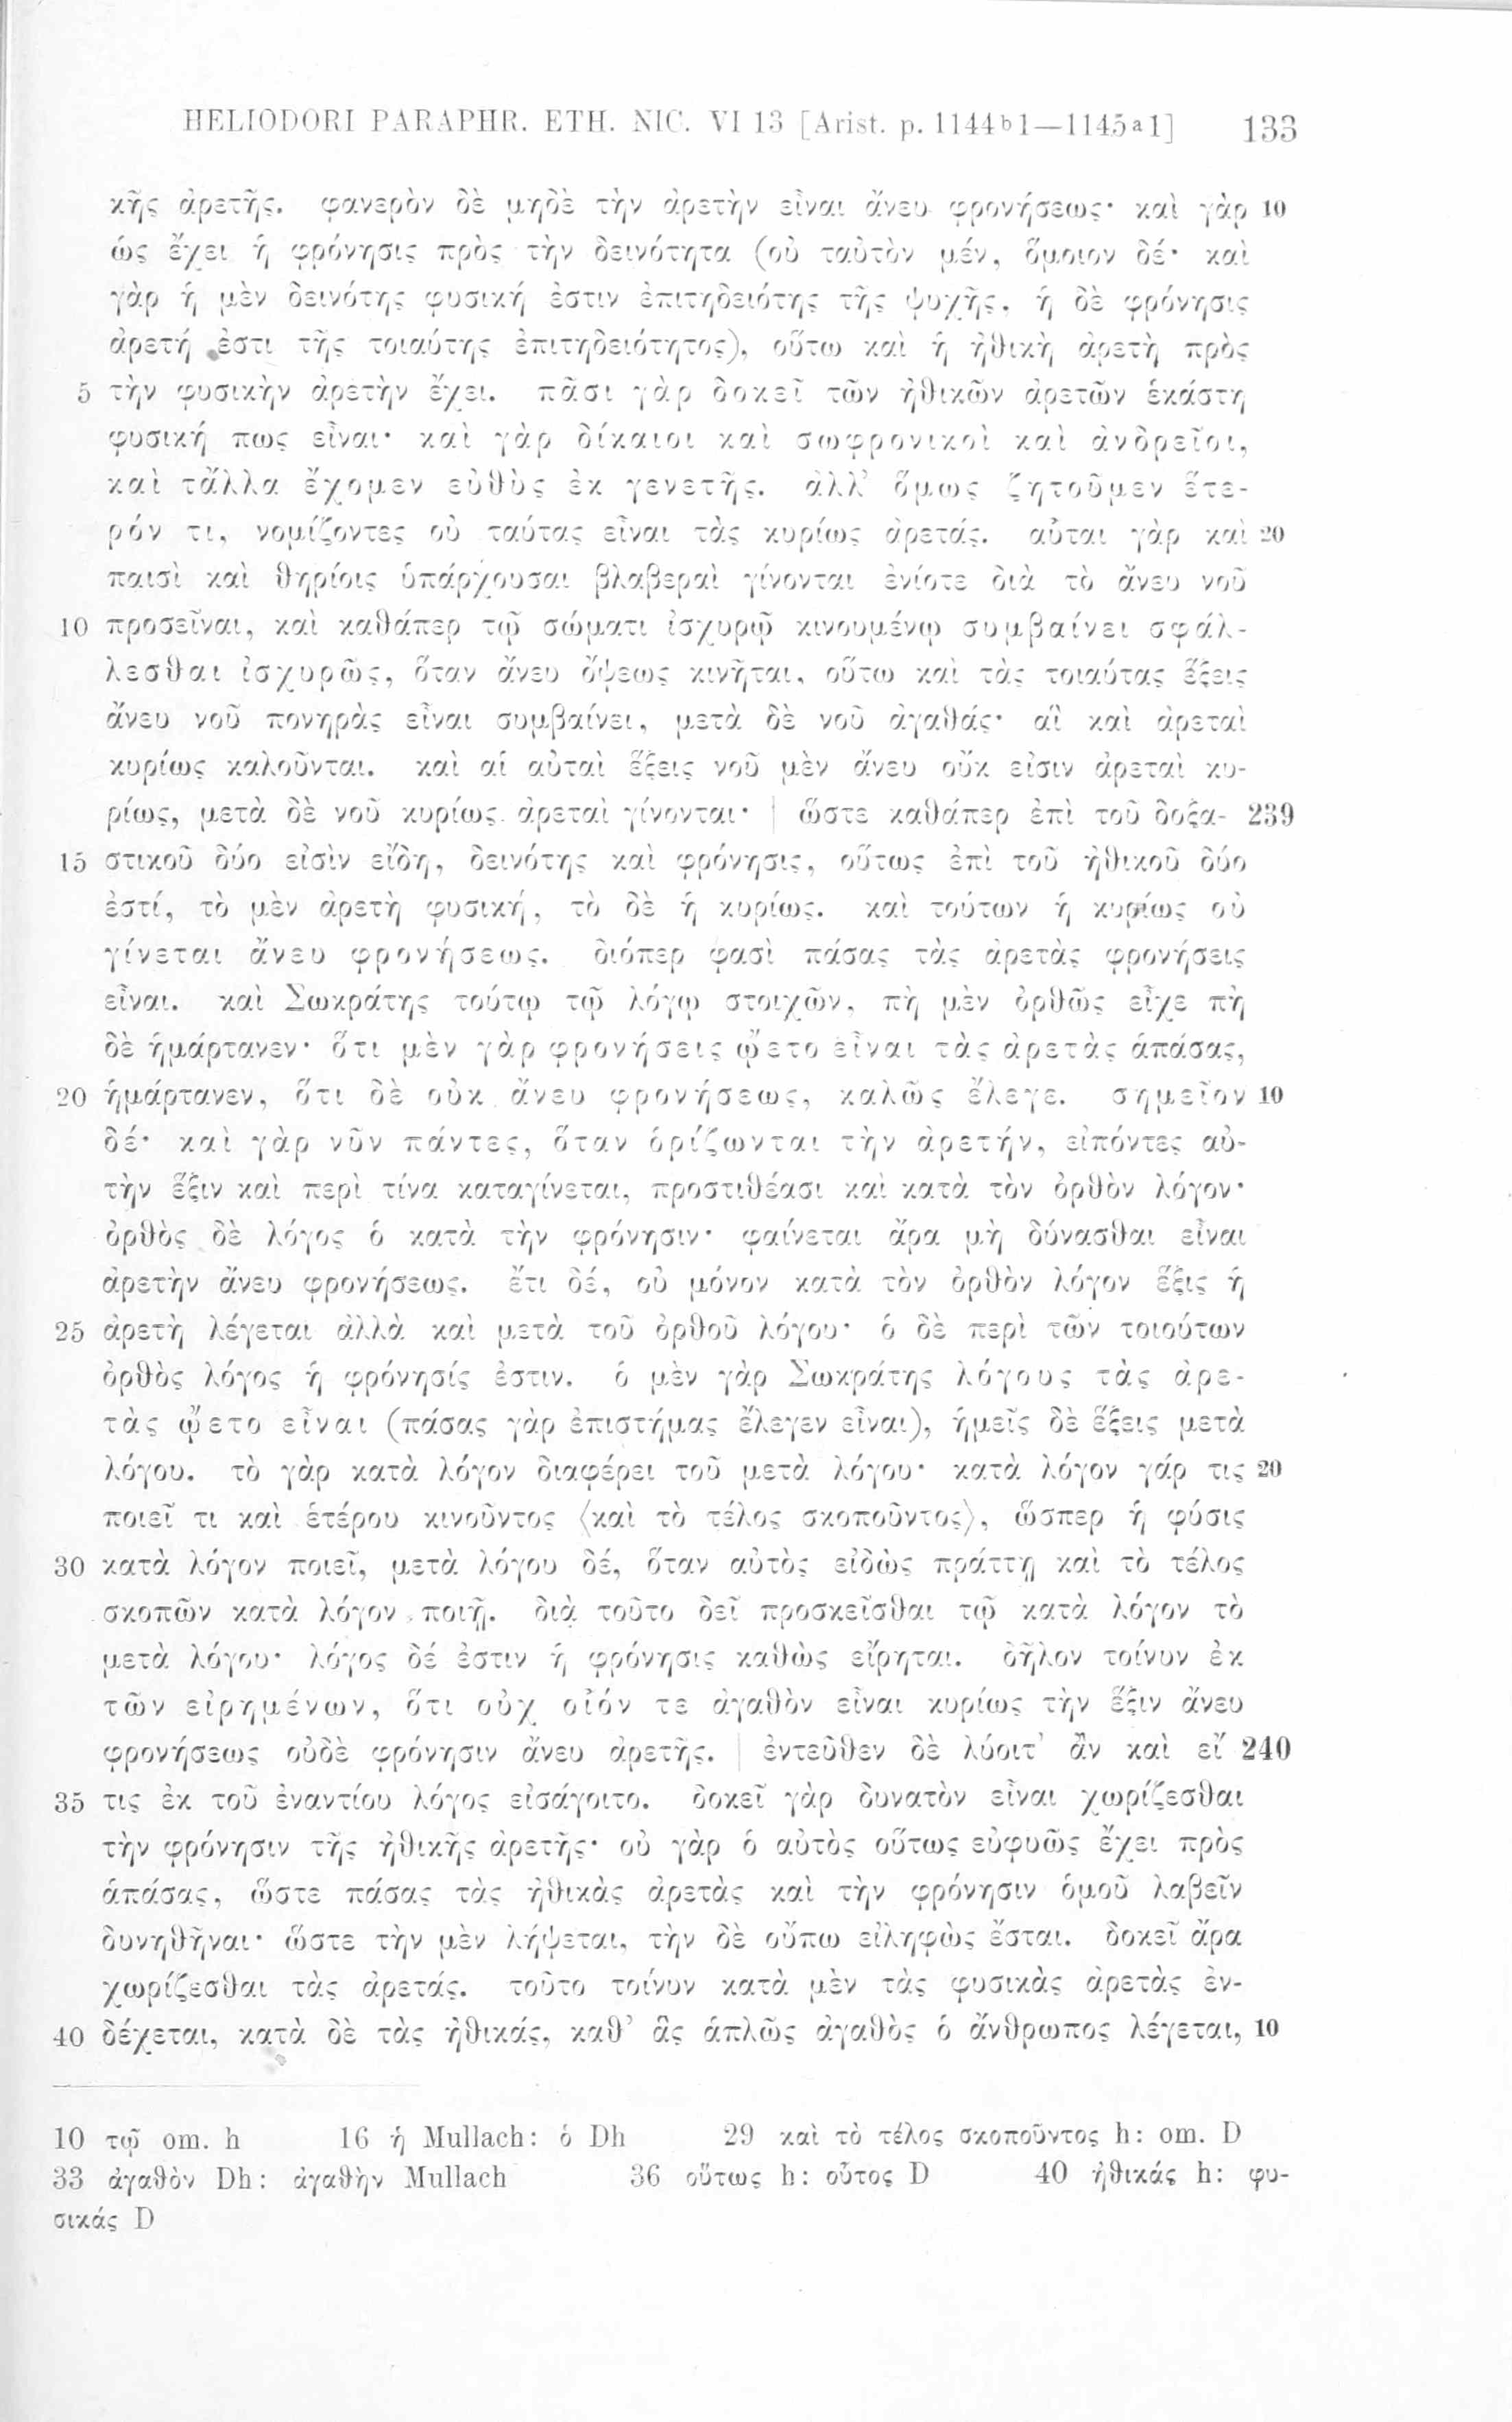 HELIODORI PARAPHR. ETH. NIC. VI 13 [Arist. p. 1144b1—1145a1] 133
κῆς ἀρετῆς. φανερὸν δὲ μηδὲ τὴν ἀρετὴν εἶναι ἄνευ φρονήσεως· καὶ γὰρ 10
ὡς ἔχει ἡ φρόνησις πρὸς τὴν δεινότητα (οὐ ταὐτὸν μέν, ὅμοιον δέ· καὶ
γὰρ ἡ μὲν δεινότης φυσική ἐστιν ἐπιτηδειότης τῆς ψυχῆς, ἡ δὲ φρόνησις
ἀρετή ἐστι τῆς τοιαύτης ἐπιτηδειότητος), οὕτω καὶ ἡ ἠθικὴ ἀρετὴ πρὸς
5 τὴν φυσικὴν ἀρετὴν ἔχει. πᾶσι γὰρ δοκεῖ τῶν ἠθικῶν ἀρετῶν ἑκάστη
φυσική πως εἶναι· καὶ γὰρ δίκαιοι καὶ σωφρονικοὶ καὶ ἀνδρεῖοι,
καὶ τἄλλα ἔχομεν εὐθὺς ἐκ γενετῆς. ἀλλ’ ὅμως ζητοῦμεν ἕτε-
ρόν τι, νομίζοντες οὐ ταύτας εἶναι τὰς κυρίως ἀρετάς. αὗται γὰρ καὶ 20
παισὶ καὶ θηρίοις ὑπάρχουσαι βλαβεραὶ γίνονται ἐνίοτε διὰ τὸ ἄνευ νοῦ
10 προσεῖναι, καὶ καθάπερ τῷ σώματι ἰσχυρῷ κινουμένῳ συμβαίνει σφάλ-
λεσθαι ἰσχυρῶς, ὅταν ἄνευ ὄψεως κινῆται, οὕτω καὶ τὰς τοιαύτας ἕξεις
ἄνευ νοῦ πονηρὰς εἶναι συμβαίνει, μετὰ δὲ νοῦ ἀγαθάς· αἳ καὶ ἀρεταὶ
κυρίως καλοῦνται. καὶ αἱ αὐταὶ ἕξεις νοῦ μὲν ἄνευ οὔκ εἰσιν ἀρεταὶ κυ-
ρίως, μετὰ δὲ νοῦ κυρίως ἀρεταὶ γίνονται· | ὥστε καθάπερ ἐπὶ τοῦ δοξα- 239
15 στικοῦ δύο εἰσὶν εἴδη, δεινότης καὶ φρόνησις, οὕτως ἐπὶ τοῦ ἠθικοῦ δύο
ἐστί, τὸ μὲν ἀρετὴ φυσική, τὸ δὲ ἡ κυρίως. καὶ τούτων ἡ κυρίως οὐ
γίνεται ἄνευ φρονήσεως. διόπερ φασὶ πάσας τὰς ἀρετὰς φρονήσεις
εἶναι. καὶ Σωκράτης τούτῳ τῷ λόγῳ στοιχῶν, πὴ μὲν ὀρθῶς εἶχε πὴ
δὲ ἡμάρτανεν· ὅτι μὲν γὰρ φρονήσεις ᾤετο εἶναι τὰς ἀρετὰς ἁπάσας,
20 ἡμάρτανεν, ὅτι δὲ οὐκ ἄνευ φρονήσεως, καλῶς ἔλεγε. σημεῖον 10
δέ· καὶ γὰρ νῦν πάντες, ὅταν ὁρίζωνται τὴν ἀρετήν, εἰπόντες αὐ-
τὴν ἕξιν καὶ περὶ τίνα καταγίνεται, προστιθέασι καὶ κατὰ τὸν ὀρθὸν λόγον·
ὀρθὸς δὲ λόγος ὁ κατὰ τὴν φρόνησιν· φαίνεται ἄρα μὴ δύνασθαι εἶναι
ἀρετὴν ἄνευ φρονήσεως. ἔτι δέ, οὐ μόνον κατὰ τὸν ὀρθὸν λόγον ἕξις ἡ
25 ἀρετὴ λέγεται ἀλλὰ καὶ μετὰ τοῦ ὀρθοῦ λόγου· ὁ δὲ περὶ τῶν τοιούτων
ὀρθὸς λόγος ἡ φρόνησίς ἐστιν. ὁ μὲν γὰρ Σωκράτης λόγους τὰς ἀρε-
τὰς ᾤετο εἶναι (πάσας γὰρ ἐπιστήμας ἔλεγεν εἶναι), ἡμεῖς δὲ ἕξεις μετὰ
λόγου. τὸ γὰρ κατὰ λόγον διαφέρει τοῦ μετὰ λόγου· κατὰ λόγον γάρ τις 20
ποιεῖ τι καὶ ἑτέρου κινοῦντος ⟨καὶ τὸ τέλος σκοποῦντος⟩, ὥσπερ ἡ φύσις
30 κατὰ λόγον ποιεῖ, μετὰ λόγου δέ, ὅταν αὐτὸς εἰδὼς πράττῃ καὶ τὸ τέλος
σκοπῶν κατὰ λόγον ποιῇ. διὰ τοῦτο δεῖ προσκεῖσθαι τῷ κατὰ λόγον τὸ
μετὰ λόγου· λόγος δέ ἐστιν ἡ φρόνησις καθὼς εἴρηται. δῆλον τοίνυν ἐκ
τῶν εἰρημένων, ὅτι οὐχ οἷόν τε ἀγαθὸν εἶναι κυρίως τὴν ἕξιν ἄνευ
φρονήσεως οὐδὲ φρόνησιν ἄνευ ἀρετῆς. | ἐντεῦθεν δὲ λύοιτ’ ἂν καὶ εἴ 240
35 τις ἐκ τοῦ ἐναντίου λόγος εἰσάγοιτο. δοκεῖ γὰρ δυνατὸν εἶναι χωρίζεσθαι
τὴν φρόνησιν τῆς ἠθικῆς ἀρετῆς· οὐ γὰρ ὁ αὐτὸς οὕτως εὐφυῶς ἔχει πρὸς
ἁπάσας, ὥστε πάσας τὰς ἠθικὰς ἀρετὰς καὶ τὴν φρόνησιν ὁμοῦ λαβεῖν
δυνηθῆναι· ὥστε τὴν μὲν λήψεται, τὴν δὲ οὔπω εἰληφὼς ἔσται. δοκεῖ ἄρα
χωρίζεσθαι τὰς ἀρετάς. τοῦτο τοίνυν κατὰ μὲν τὰς φυσικὰς ἀρετὰς ἐν-
40 δέχεται, κατὰ δὲ τὰς ἠθικάς, καθ’ ἃς ἁπλῶς ἀγαθὸς ὁ ἄνθρωπος λέγεται, 10
10 τῷ om. h 16 ἡ Mullach: ὁ Dh 29 καὶ τὸ τέλος σκοποῦντος h: om. D
33 ἀγαθὸν Dh: ἀγαθὴν Mullach 36 οὕτως h: οὗτος D 40 ἠθικάς h: φυ-
σικάς D